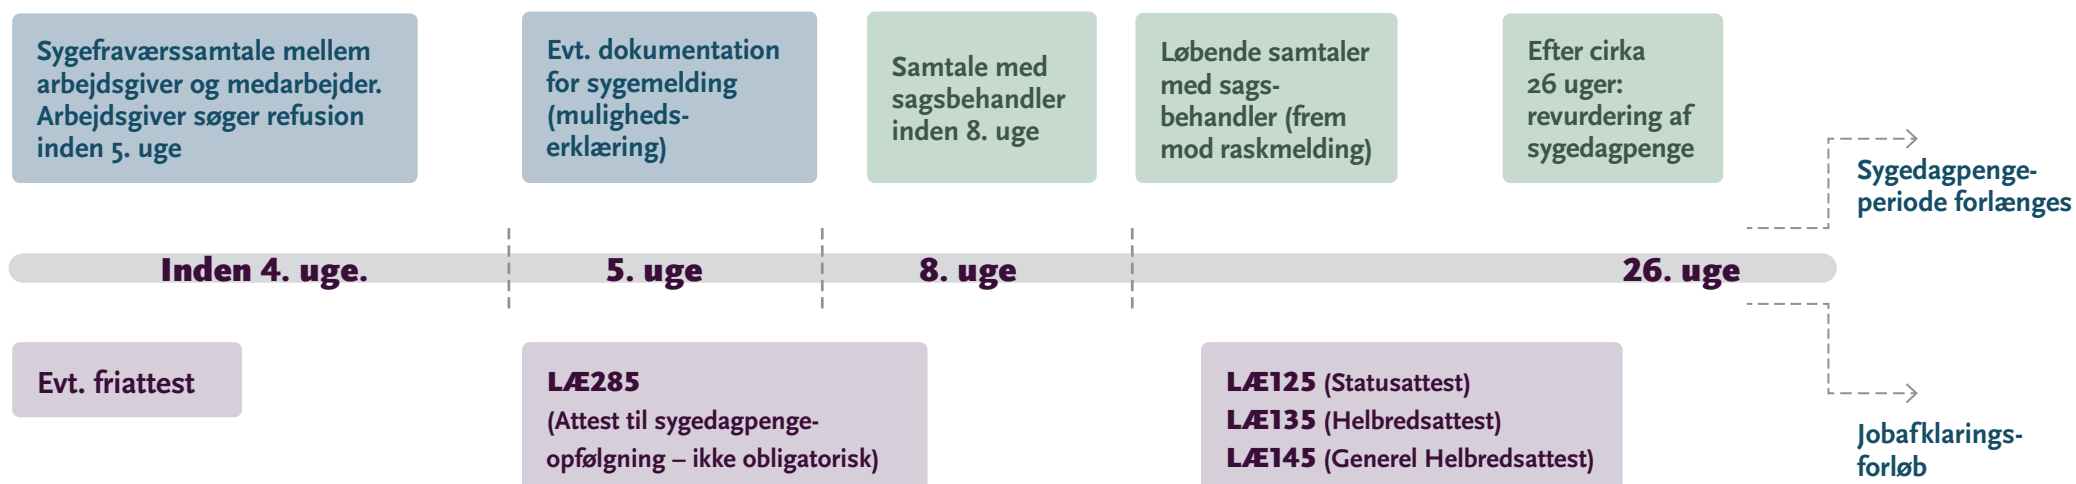 Sygefraværssamtale mellem
arbejdsgiver og medarbejder.
Arbejdsgiver søger refusion
inden 5. uge
Evt. dokumentation
for sygemelding
(muligheds-
erklæring)
Samtale med
sagsbehandler
inden 8. uge
Løbende samtaler
med sags-
behandler (frem
mod raskmelding)
Efter cirka
26 uger:
revurdering af
sygedagpenge
Sygedagpenge-
periode forlænges
Inden 4. uge.
5. uge
8. uge
26. uge
Evt. friattest
LÆ285
(Attest til sygedagpenge-
opfølgning – ikke obligatorisk)
LÆ125 (Statusattest)
LÆ135 (Helbredsattest)
LÆ145 (Generel Helbredsattest)
Jobafklarings-
forløb